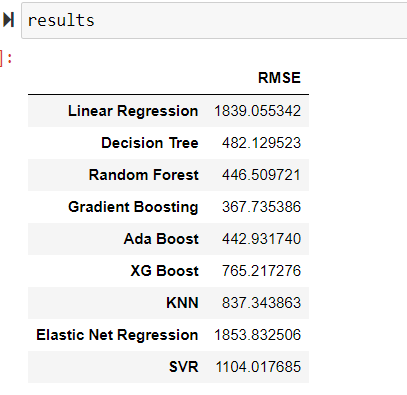 results
]:
RMSE
Linear Regression 1839.055342
Decision Tree 482.129523
Random Forest 446.509721
Gradient Boosting 367.735386
Ada Boost 442.931740
XG Boost 765.217276
KNN 837.343863
Elastic Net Regression 1853.832506
SVR 1104.017685